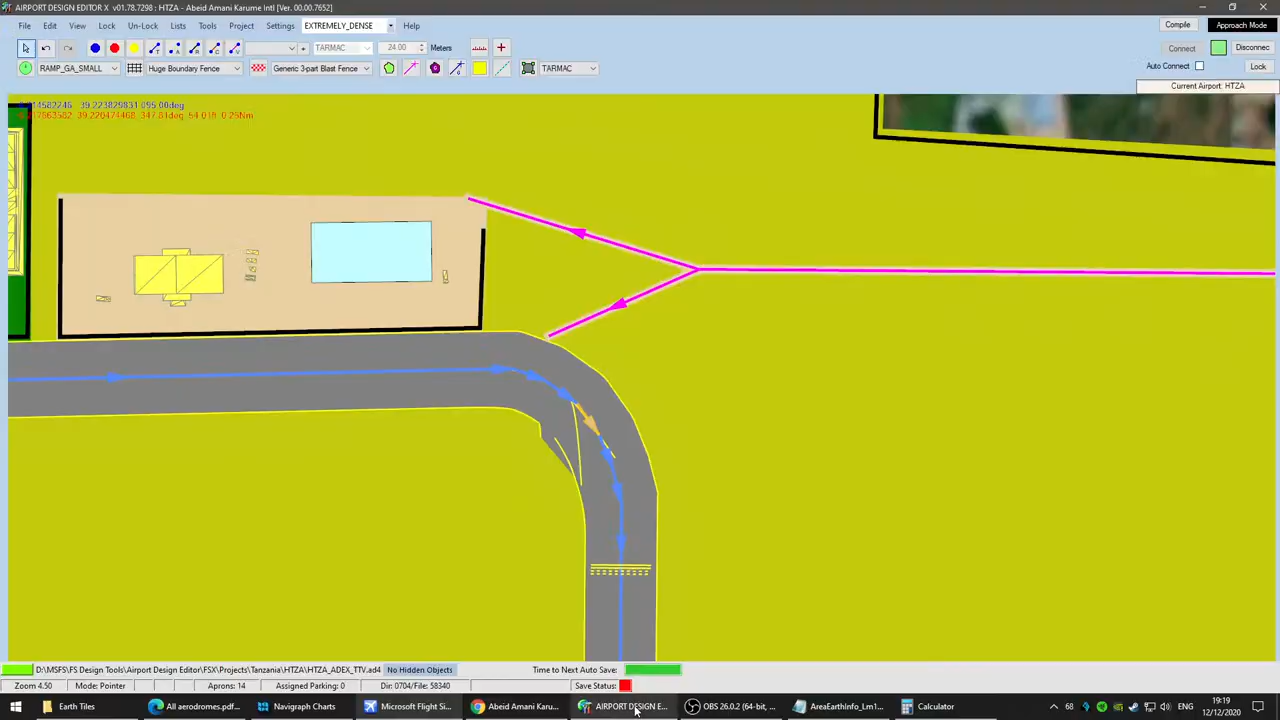 AIRPORT DESIGN EDITOR X v01.78.7298 : HTZA - Abeid Amani Karume Intl [Ver. 00.00.7652]
File Edit View Lock Un-Lock Lists Tools Project Settings EXTREMELY_DENSE Help
Compile Approach Mode
TARMAC 24.00 Meters
Connect Disconnec
RAMP_GA_SMALL Huge Boundary Fence Generic 3-part Blast Fence TARMAC
Auto Connect Lock
Current Airport: HTZA
D:\MSFS\FS Design Tools\Airport Design Editor\FSX\Projects\Tanzania\HTZA\HTZA_ADEX_TTV.ad4 No Hidden Objects Time to Next Auto Save:
Zoom 4.50 Mode: Pointer Aprons: 14 Assigned Parking: 0 Dir: 0704/File: 58340 Save Status:
Earth Tiles All aerodromes.pdf... Navigraph Charts Microsoft Flight Si... Abeid Amani Karu... AIRPORT DESIGN E... OBS 26.0.2 (64-bit, ... AreaEarthInfo_Lm1... Calculator 68 ENG 19:19
12/12/2020